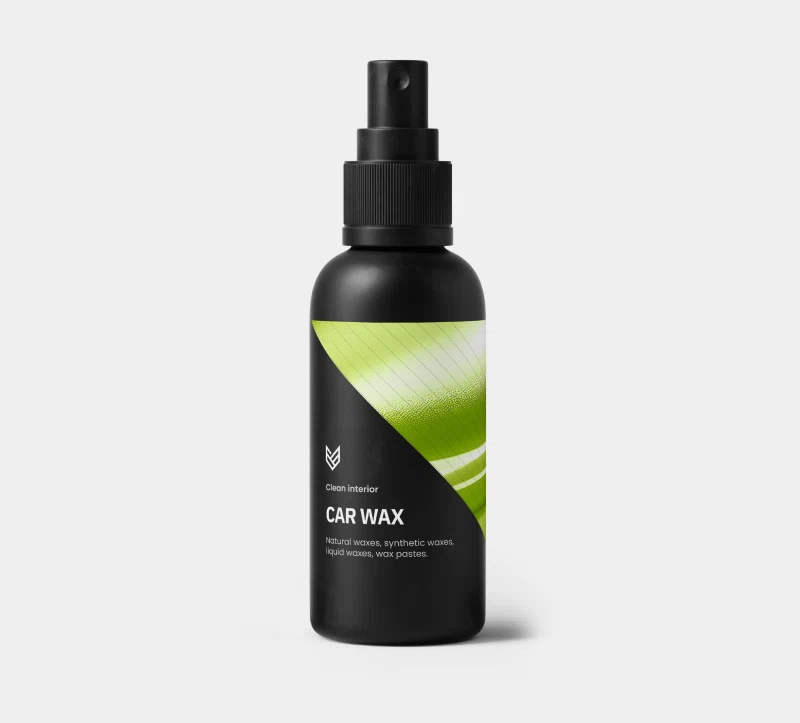 Clean interior
CAR WAX
Natural waxes, synthetic waxes,
liquid waxes, wax pastes.